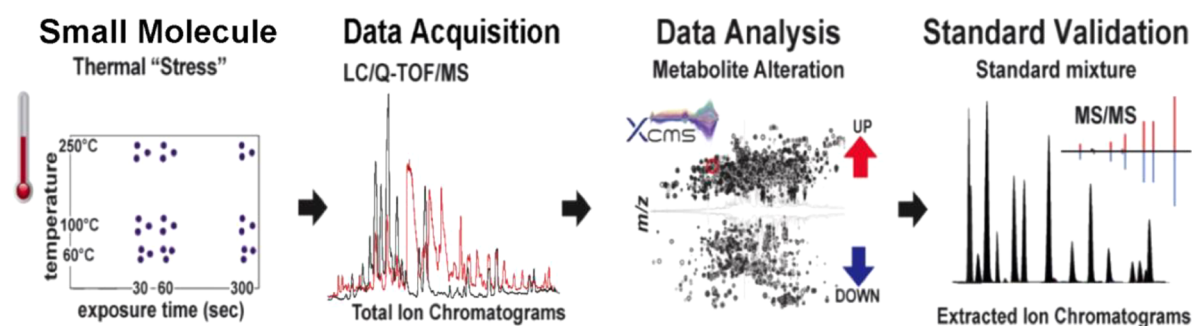 Small Molecule
Thermal “Stress”
temperature
250°C
100°C
60°C
30 60 300
exposure time (sec)
Data Acquisition
LC/Q-TOF/MS
Total Ion Chromatograms
Data Analysis
Metabolite Alteration
Xcms
UP
m/z
DOWN
Standard Validation
Standard mixture
MS/MS
Extracted Ion Chromatograms